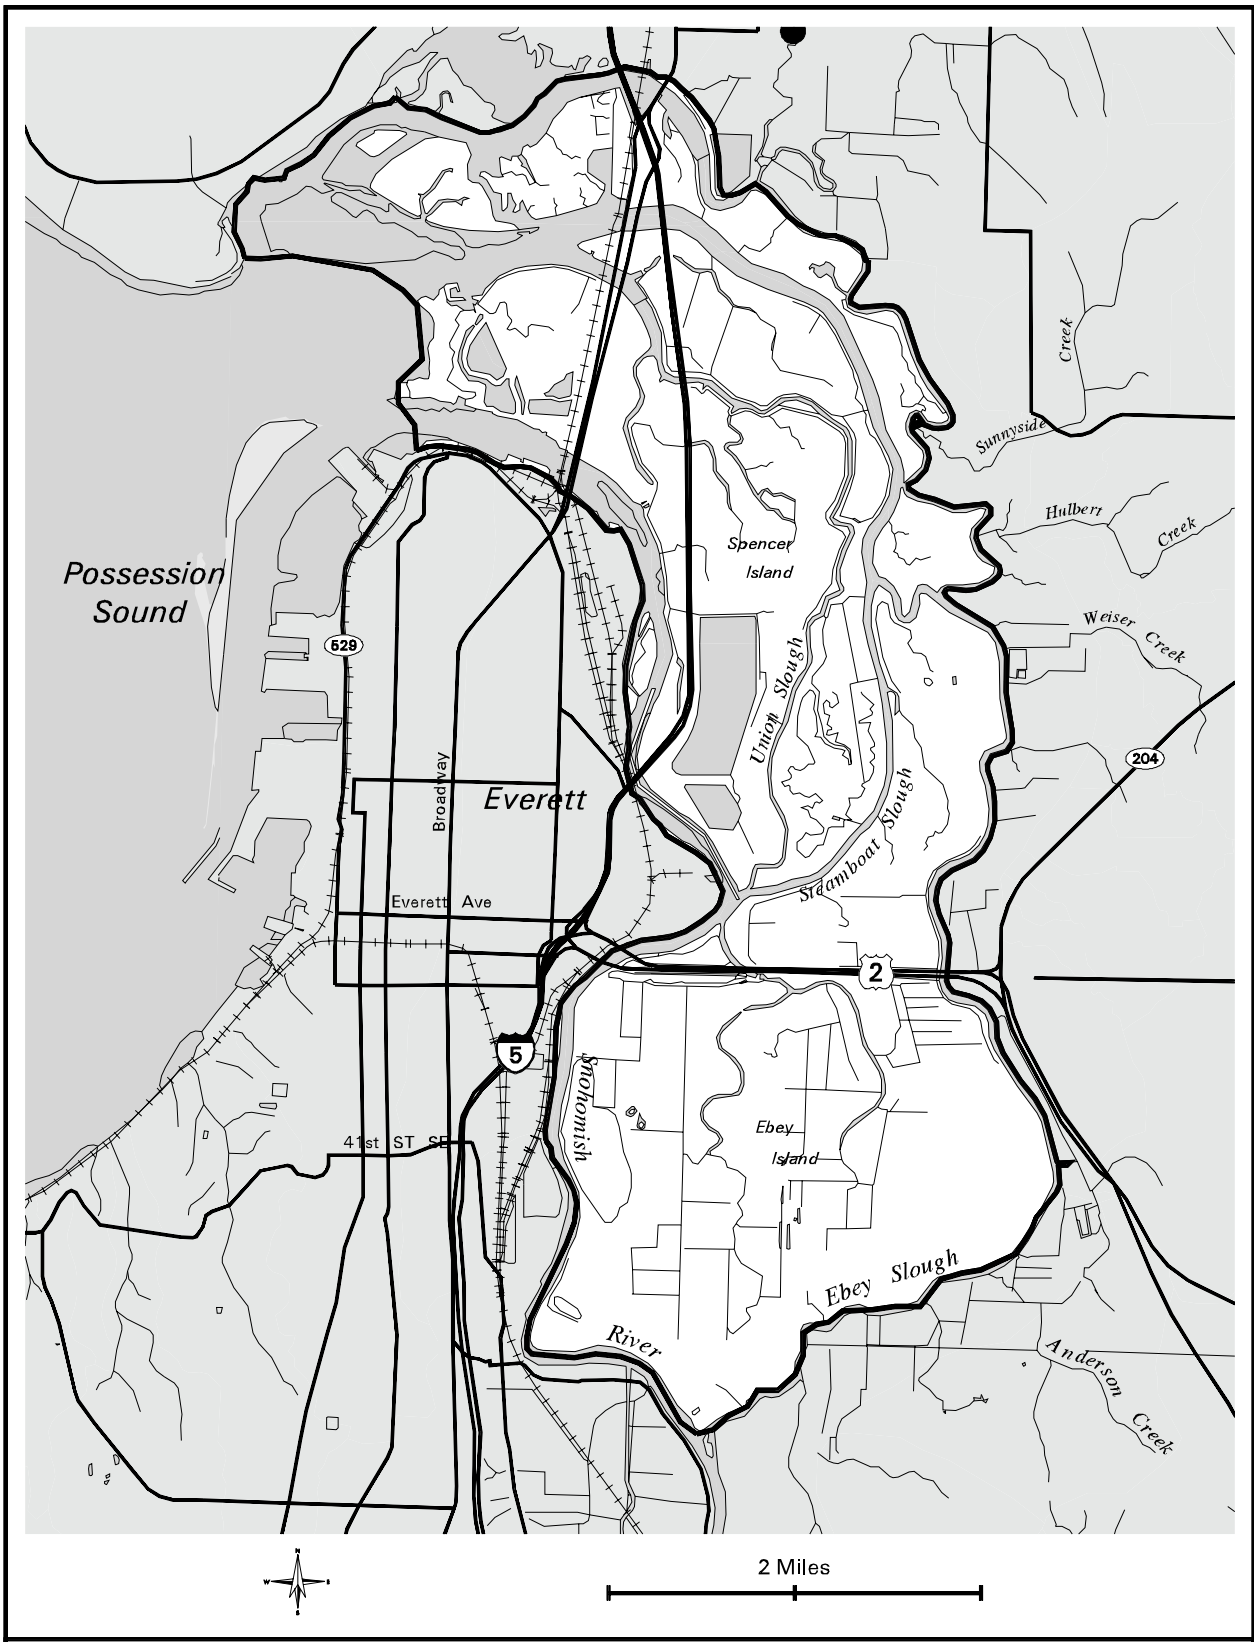 Creek
Sunnyside
Hulbert
Creek
Spencer
Island
Possession
Sound
Weiser Creek
529
Union Slough
204
Broadway
Everett
Steamboat Slough
Everett Ave
2
5
Snohomish
41st ST SE
Ebey
Island
Ebey Slough
River
Anderson
Creek
N
W
E
S
2 Miles